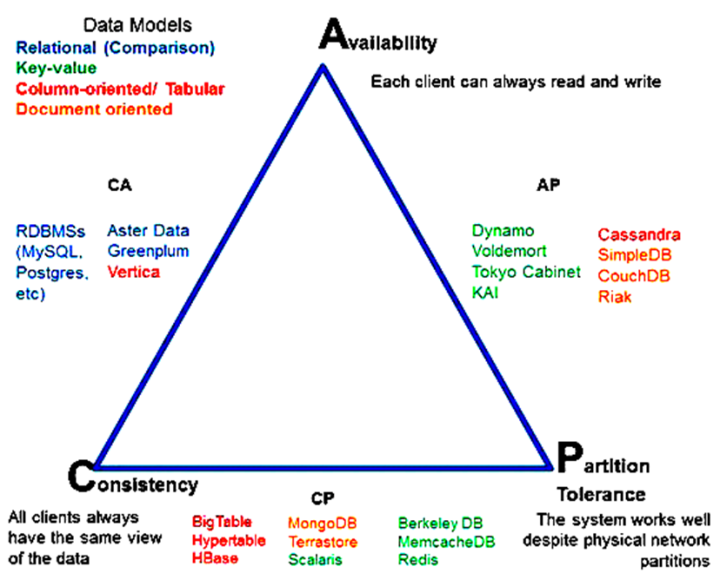 Data Models
Relational (Comparison)
Key-value
Column-oriented/ Tabular
Document oriented
Availability
Each client can always read and write
CA
RDBMSs
(MySQL,
Postgres,
etc)
Aster Data
Greenplum
Vertica
AP
Dynamo
Voldemort
Tokyo Cabinet
KAI
Cassandra
SimpleDB
CouchDB
Riak
Consistency
All clients always
have the same view
of the data
CP
BigTable
Hypertable
HBase
MongoDB
Terrastore
Scalaris
Berkeley DB
MemcacheDB
Redis
Partition
Tolerance
The system works well
despite physical network
partitions